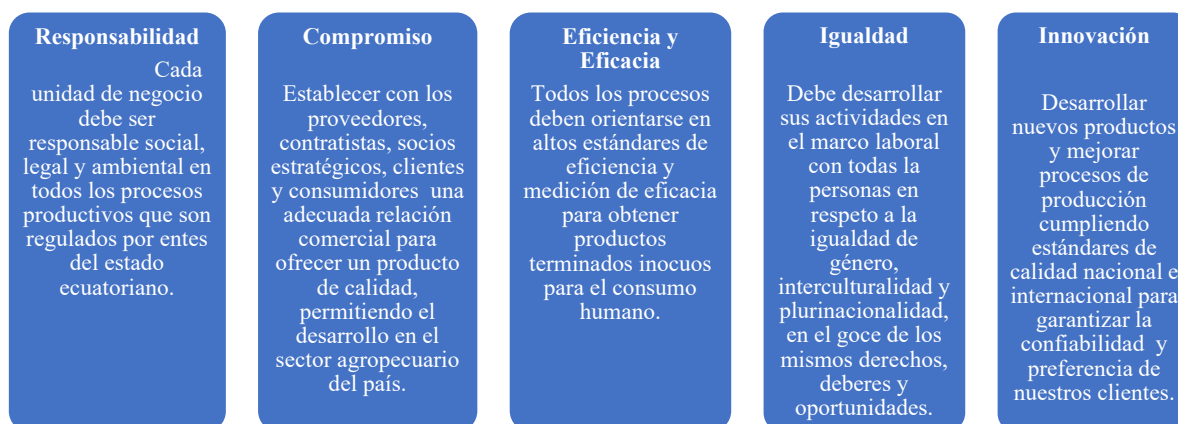 Responsabilidad
Cada
unidad de negocio
debe ser
responsable social,
legal y ambiental en
todos los procesos
productivos que son
regulados por entes
del estado
ecuatoriano.
Compromiso
Establecer con los
proveedores,
contratistas, socios
estratégicos, clientes
y consumidores una
adecuada relación
comercial para
ofrecer un producto
de calidad,
permitiendo el
desarrollo en el
sector agropecuario
del país.
Eficiencia y
Eficacia
Todos los procesos
deben orientarse en
altos estándares de
eficiencia y
medición de eficacia
para obtener
productos
terminados inocuos
para el consumo
humano.
Igualdad
Debe desarrollar
sus actividades en
el marco laboral
con todas la
personas en
respeto a la
igualdad de
género,
interculturalidad y
plurinacionalidad,
en el goce de los
mismos derechos,
deberes y
oportunidades.
Innovación
Desarrollar
nuevos productos
y mejorar
procesos de
producción
cumpliendo
estándares de
calidad nacional e
internacional para
garantizar la
confiabilidad y
preferencia de
nuestros clientes.